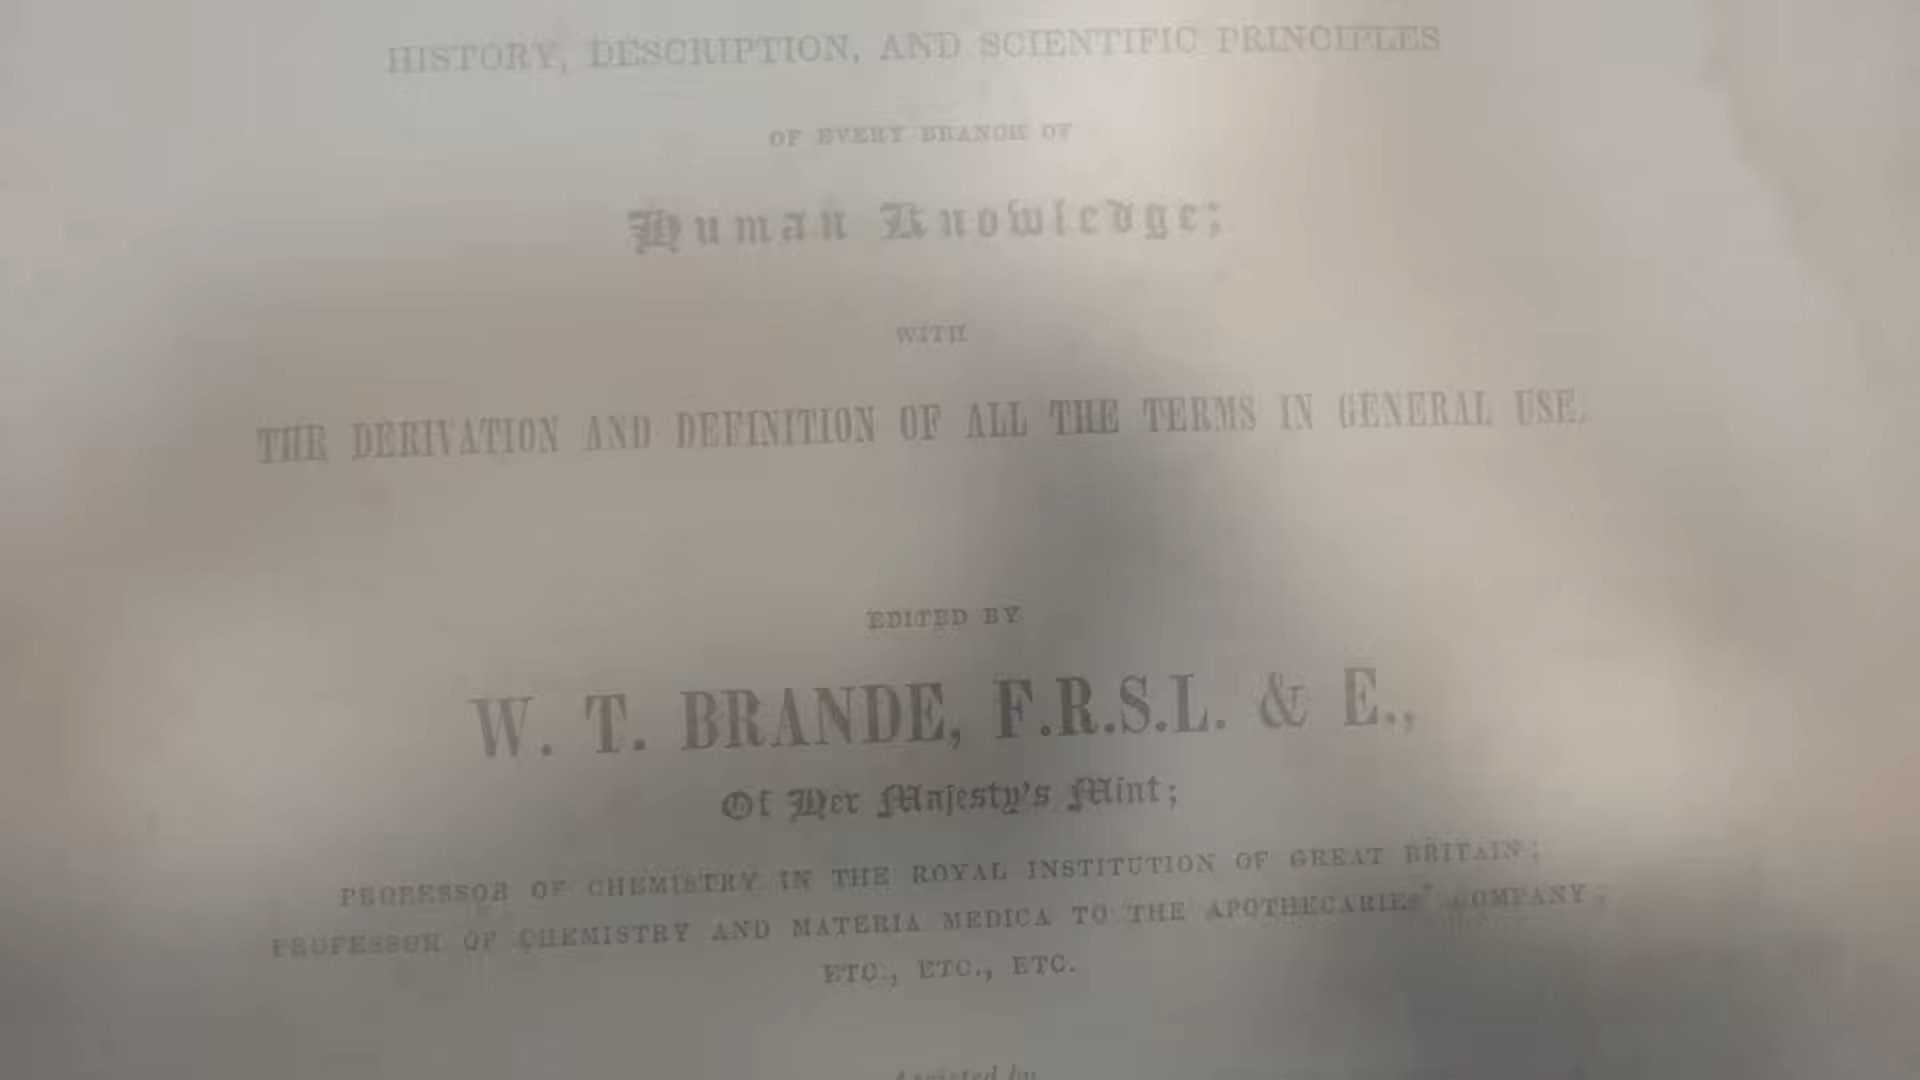 HISTORY, DESCRIPTION, AND SCIENTIFIC PRINCIPLES
OF EVERY BRANCH OF
Human Knowledge;
WITH
THE DERIVATION AND DEFINITION OF ALL THE TERMS IN GENERAL USE.
EDITED BY
W. T. BRANDE, F.R.S.L. & E.,
Of Her Majesty's Mint;
PROFESSOR OF CHEMISTRY IN THE ROYAL INSTITUTION OF GREAT BRITAIN;
PROFESSOR OF CHEMISTRY AND MATERIA MEDICA TO THE APOTHECARIES' COMPANY;
ETC., ETC., ETC.
Assisted by